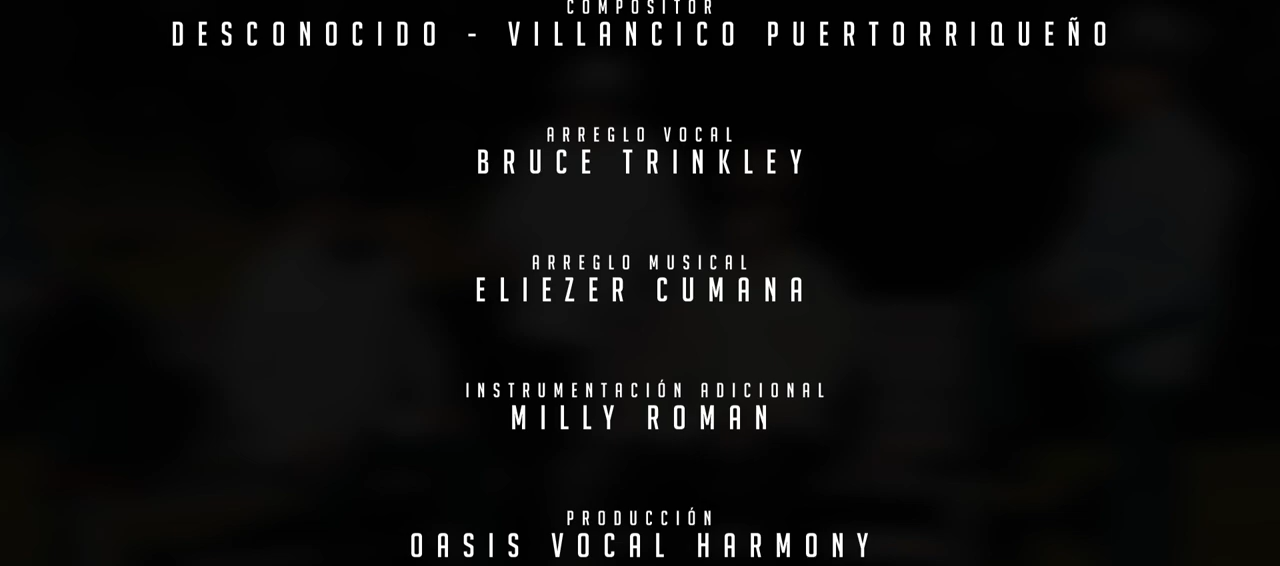 COMPOSITOR
DESCONOCIDO - VILLANCICO PUERTORRIQUEÑO
ARREGLO VOCAL
BRUCE TRINKLEY
ARREGLO MUSICAL
ELIEZER CUMANA
INSTRUMENTACIÓN ADICIONAL
MILLY ROMAN
PRODUCCIÓN
OASIS VOCAL HARMONY